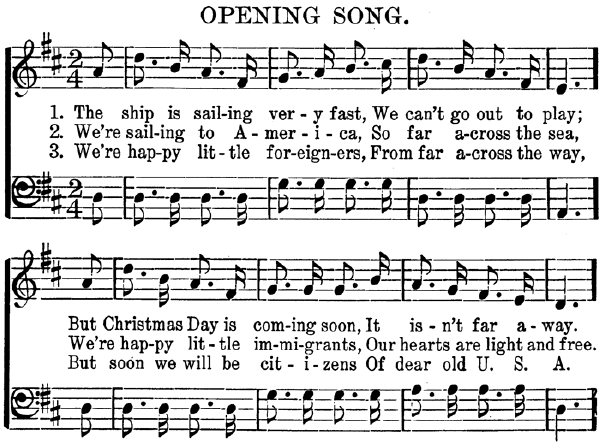 OPENING SONG.
1. The ship is sail-ing ver-y fast, We can't go out to play;
2. We're sail-ing to A-mer-i-ca, So far a-cross the sea,
3. We're hap-py lit-tle for-eign-ers, From far a-cross the way,
But Christmas Day is com-ing soon, It is-n't far a-way.
We're hap-py lit-tle im-mi-grants, Our hearts are light and free.
But soon we will be cit-i-zens Of dear old U. S. A.